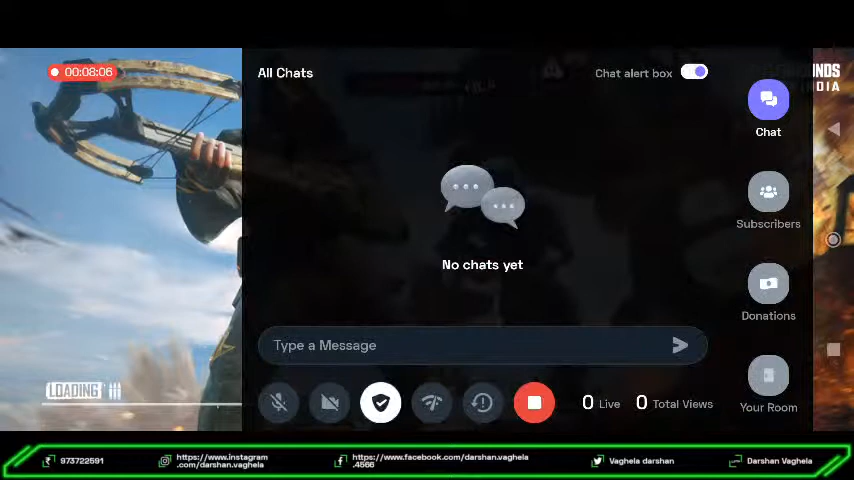 00:08:06
All Chats
Chat alert box
INDIA
Chat
Subscribers
No chats yet
Donations
Type a Message
LOADING
0 Live
0 Total Views
Your Room
973722591
https://www.instagram
.com/darshan.vaghela
https://www.facebook.com/darshan.vaghela
.4566
Vaghela darshan
Darshan Vaghela